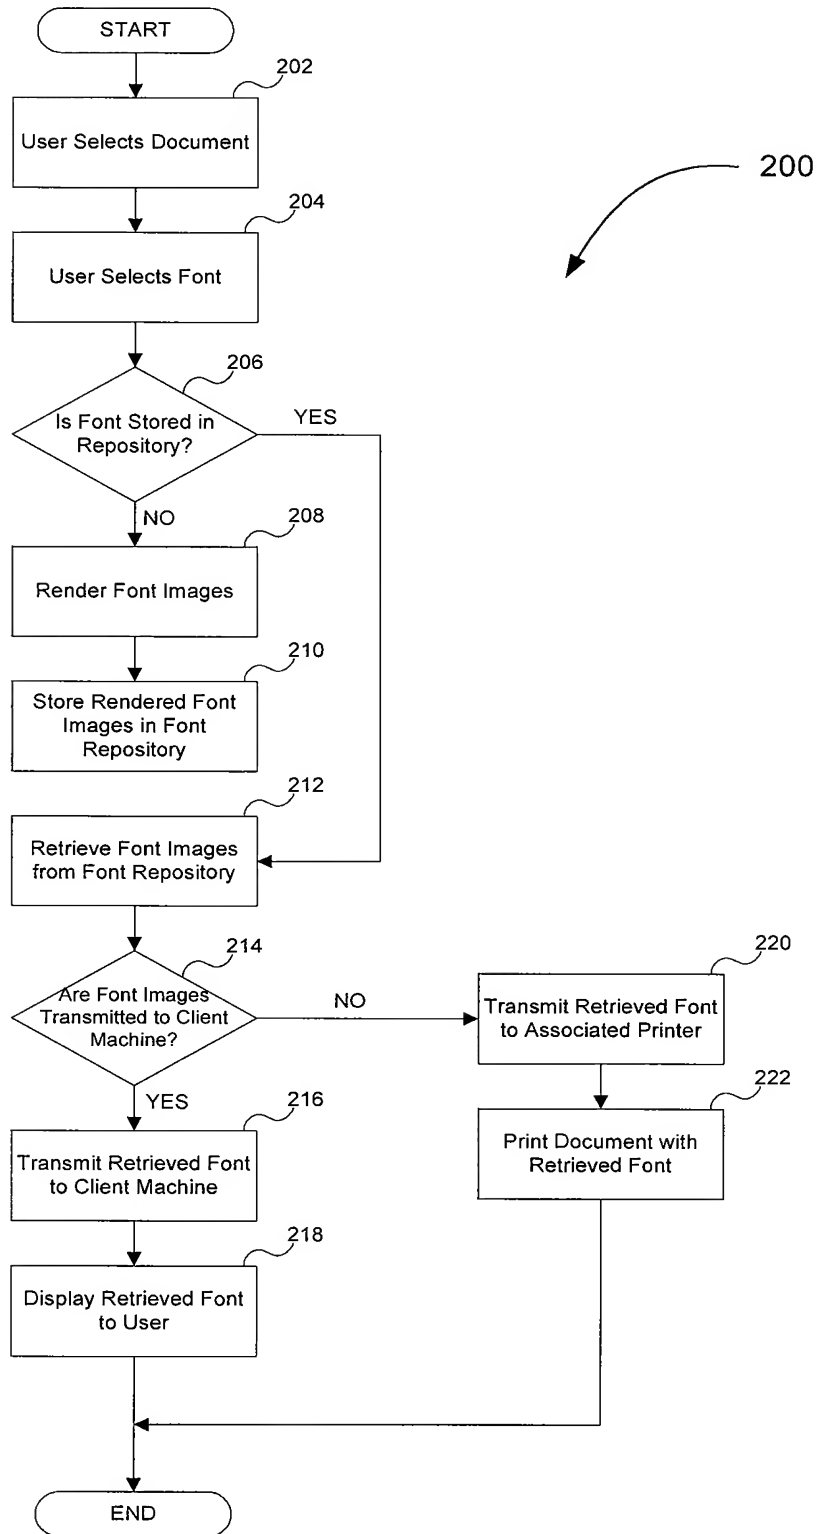 START
202
User Selects Document
200
204
User Selects Font
206
Is Font Stored in
Repository?
YES
NO
208
Render Font Images
210
Store Rendered Font
Images in Font
Repository
212
Retrieve Font Images
from Font Repository
214
Are Font Images
Transmitted to Client
Machine?
NO
220
Transmit Retrieved Font
to Associated Printer
YES
216
Transmit Retrieved Font
to Client Machine
222
Print Document with
Retrieved Font
218
Display Retrieved Font
to User
END